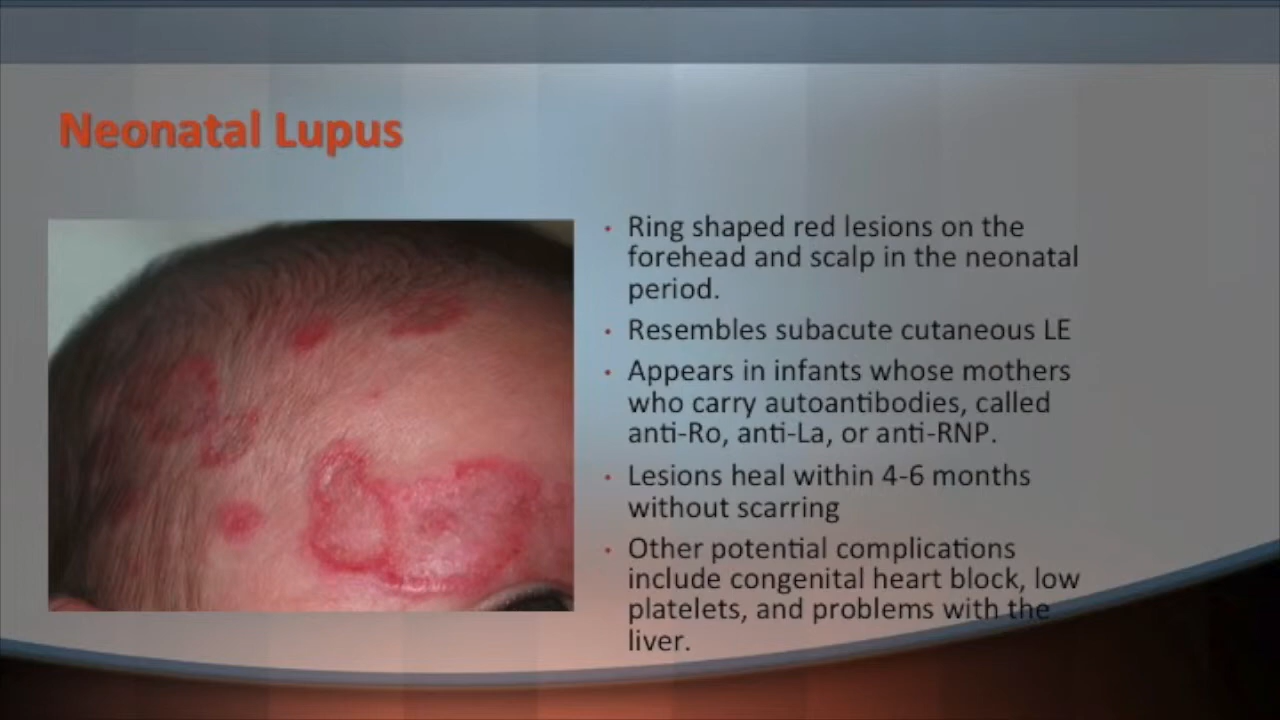 Neonatal Lupus
• Ring shaped red lesions on the
forehead and scalp in the neonatal
period.
• Resembles subacute cutaneous LE
• Appears in infants whose mothers
who carry autoantibodies, called
anti-Ro, anti-La, or anti-RNP.
• Lesions heal within 4-6 months
without scarring
• Other potential complications
include congenital heart block, low
platelets, and problems with the
liver.